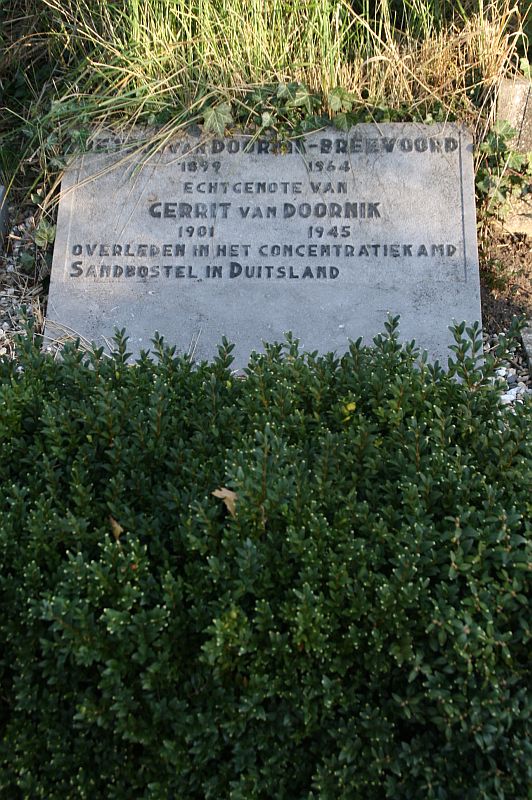 VAN DOORNIK-BREEVOORD
1899 1964
ECHTGENOTE VAN
GERRIT VAN DOORNIK
1901 1945
OVERLEDEN IN HET CONCENTRATIEKAMP
SANDBOSTEL IN DUITSLAND